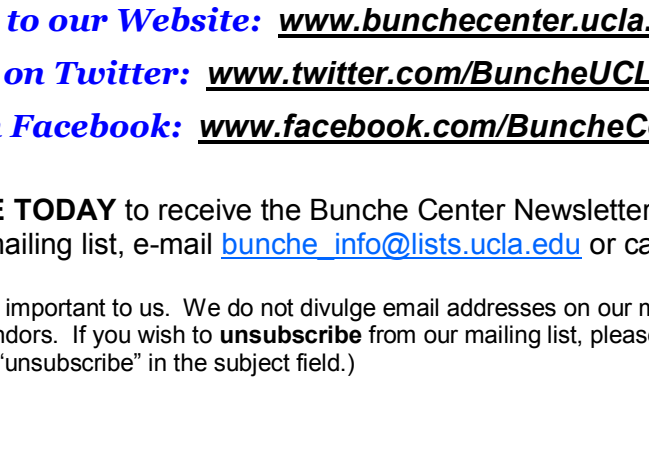 to our Website: www.bunchecenter.ucla.
on Twitter: www.twitter.com/BuncheUCL
Facebook: www.facebook.com/BuncheC
E TODAY to receive the Bunche Center Newsletter
mailing list, e-mail bunche_info@lists.ucla.edu or ca
important to us.  We do not divulge email addresses on our m
ndors.  If you wish to unsubscribe from our mailing list, please
“unsubscribe” in the subject field.)